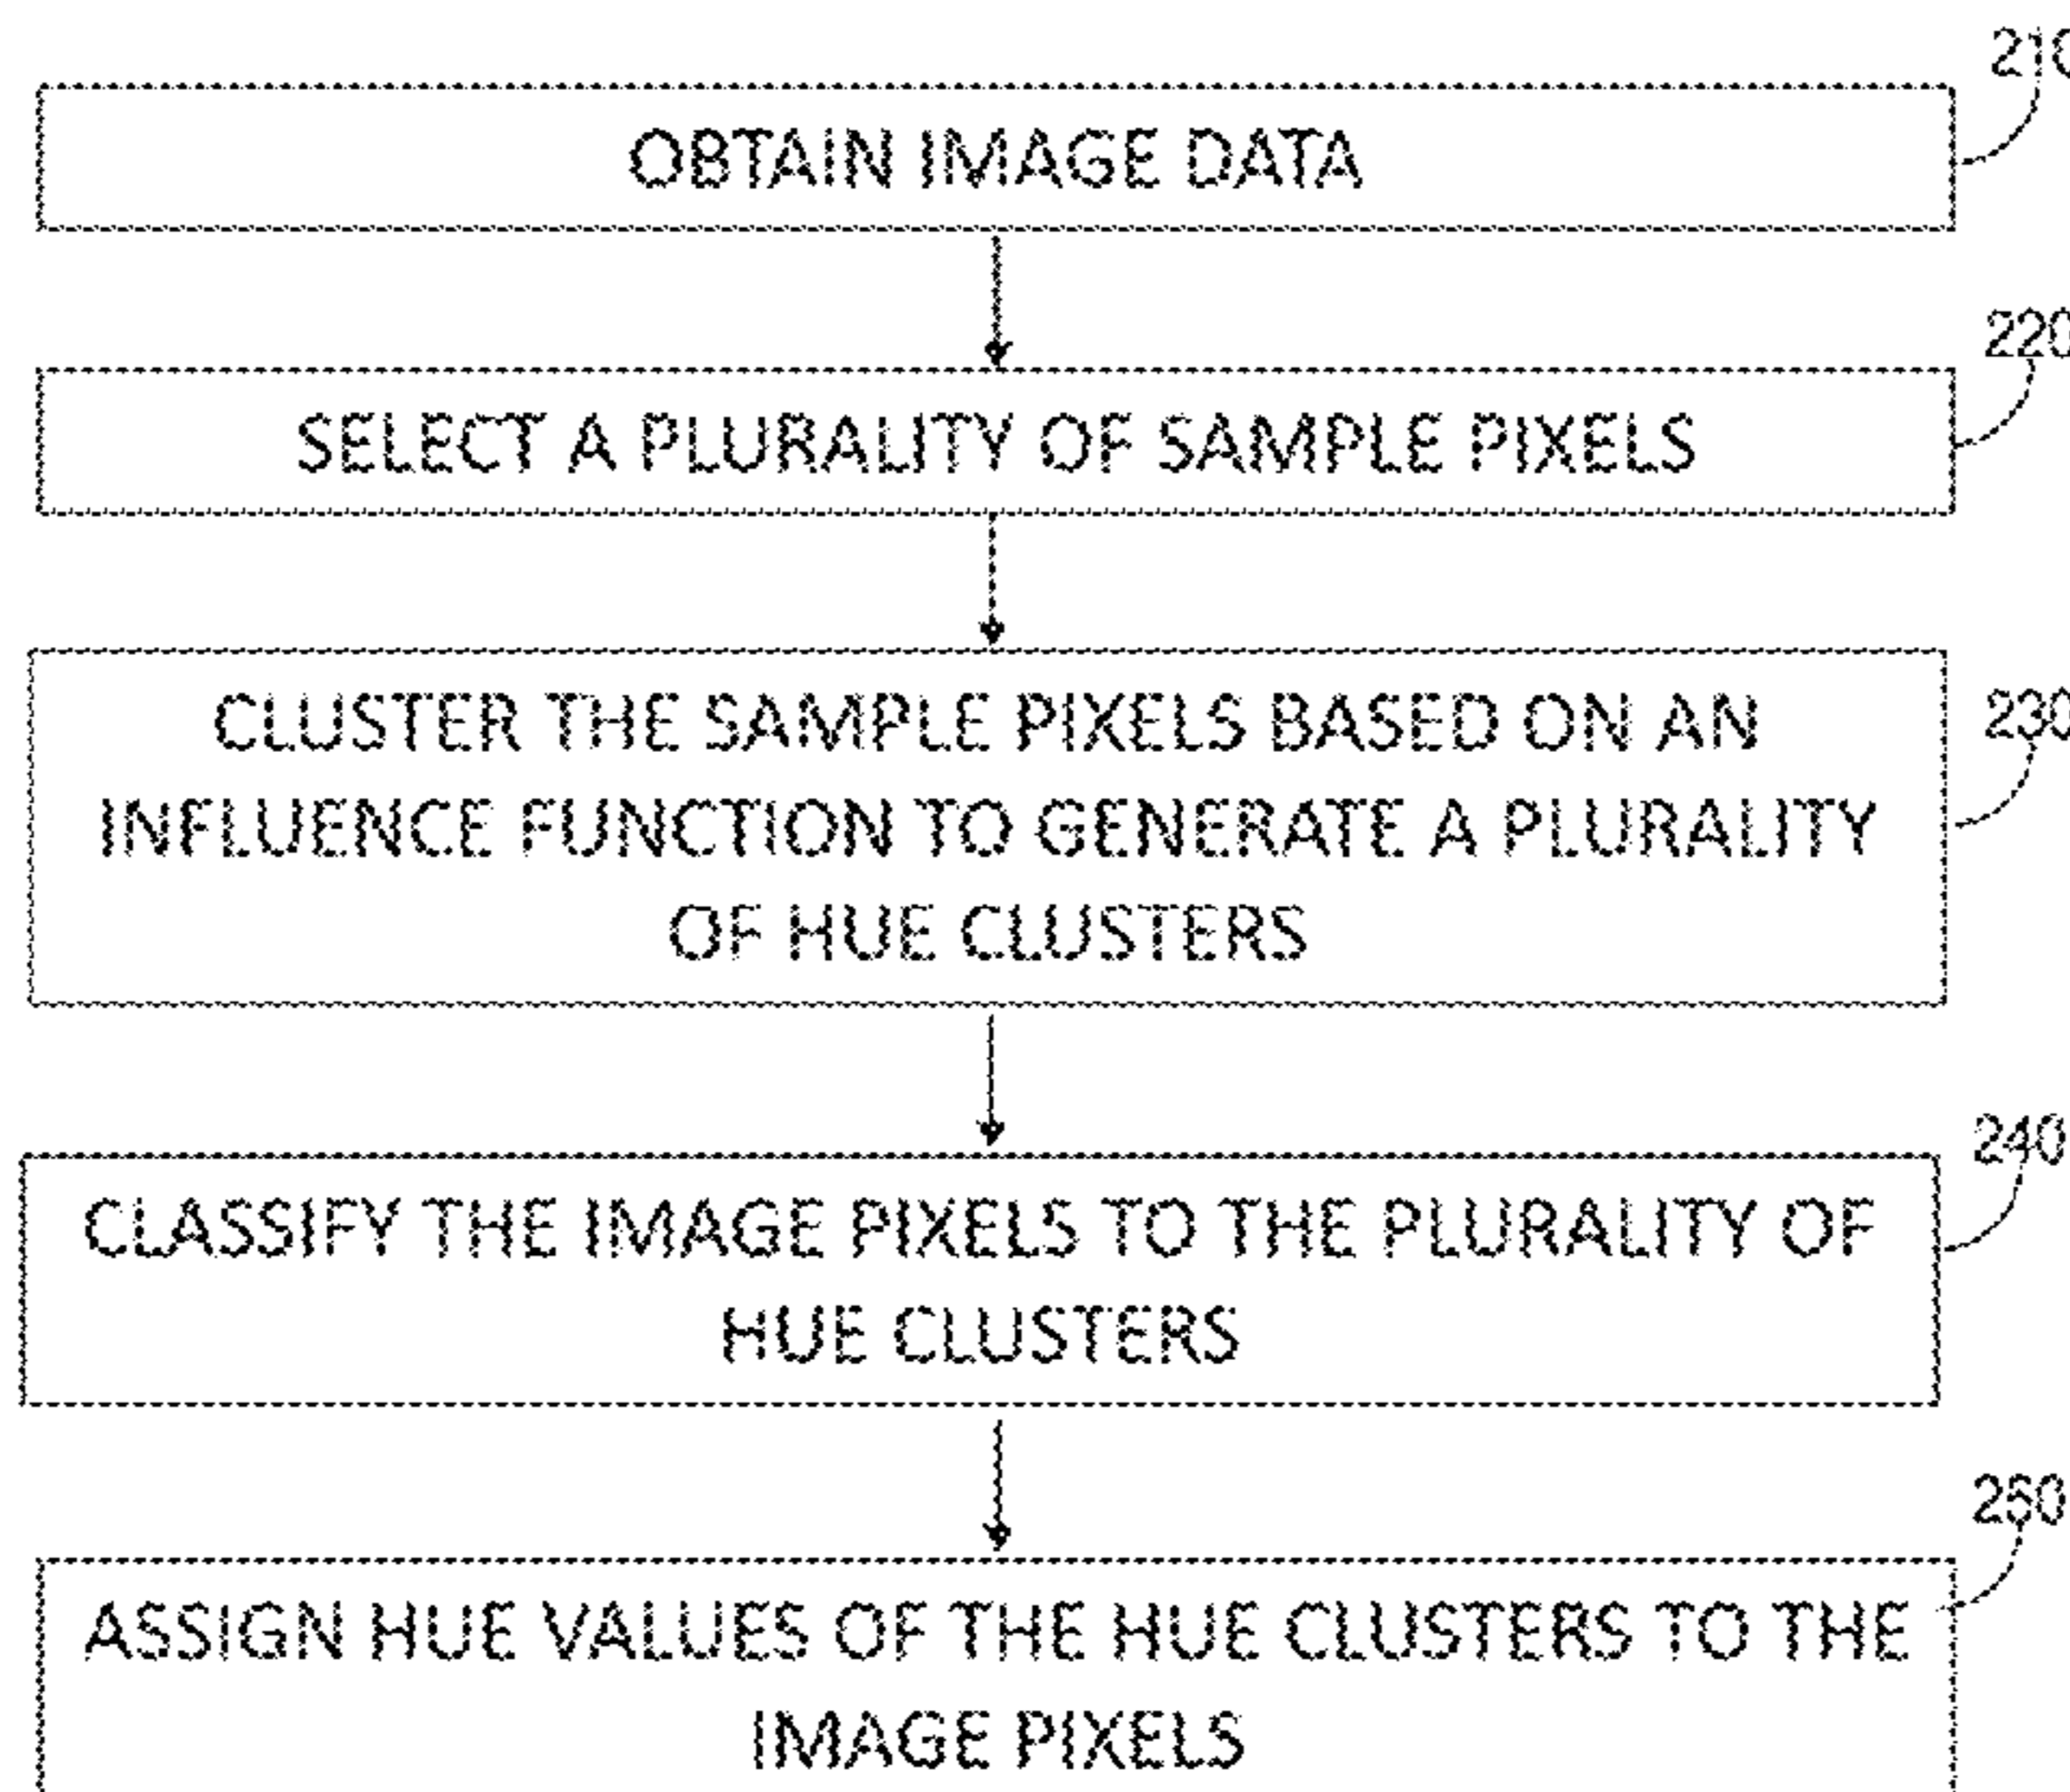 210
OBTAIN IMAGE DATA
220
SELECT A PLURALITY OF SAMPLE PIXELS
230
CLUSTER THE SAMPLE PIXELS BASED ON AN
INFLUENCE FUNCTION TO GENERATE A PLURALITY
OF HUE CLUSTERS
240
CLASSIFY THE IMAGE PIXELS TO THE PLURALITY OF
HUE CLUSTERS
ASSIGN HUE VALUES OF THE HUE CLUSTERS TO THE
IMAGE PIXELS